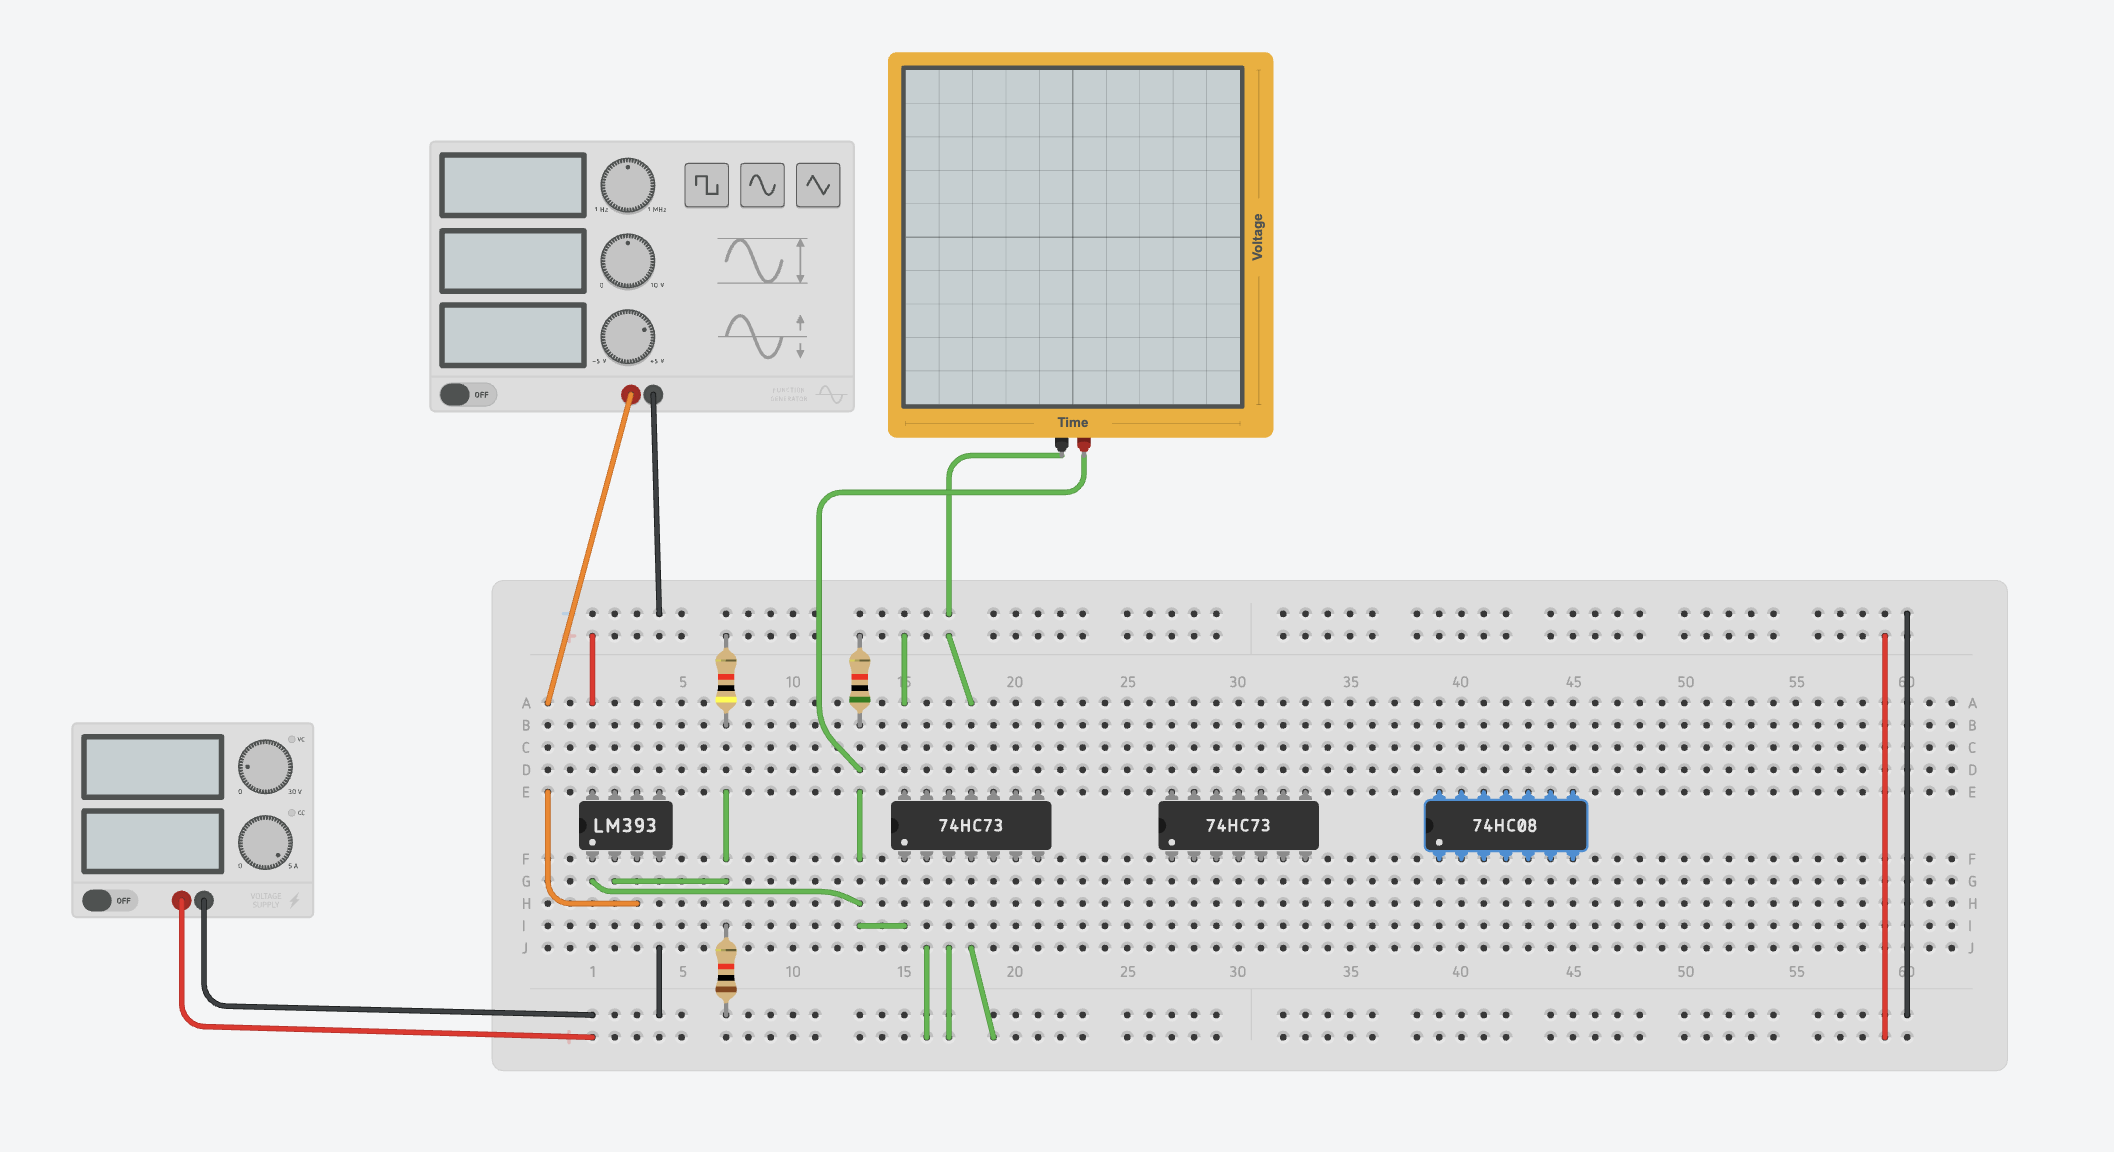 Voltage
1 Hz
1 MHz
0
10 V
-5 V
+5 V
OFF
FUNCTION
GENERATOR
Time
5
10
15
20
25
30
35
40
45
50
55
60
A
A
B
B
C
C
D
D
E
E
VC
0
30 V
CC
0
5 A
OFF
VOLTAGE
SUPPLY
LM393
74HC73
74HC73
74HC08
F
F
G
G
H
H
I
I
J
J
1
5
10
15
20
25
30
35
40
45
50
55
60